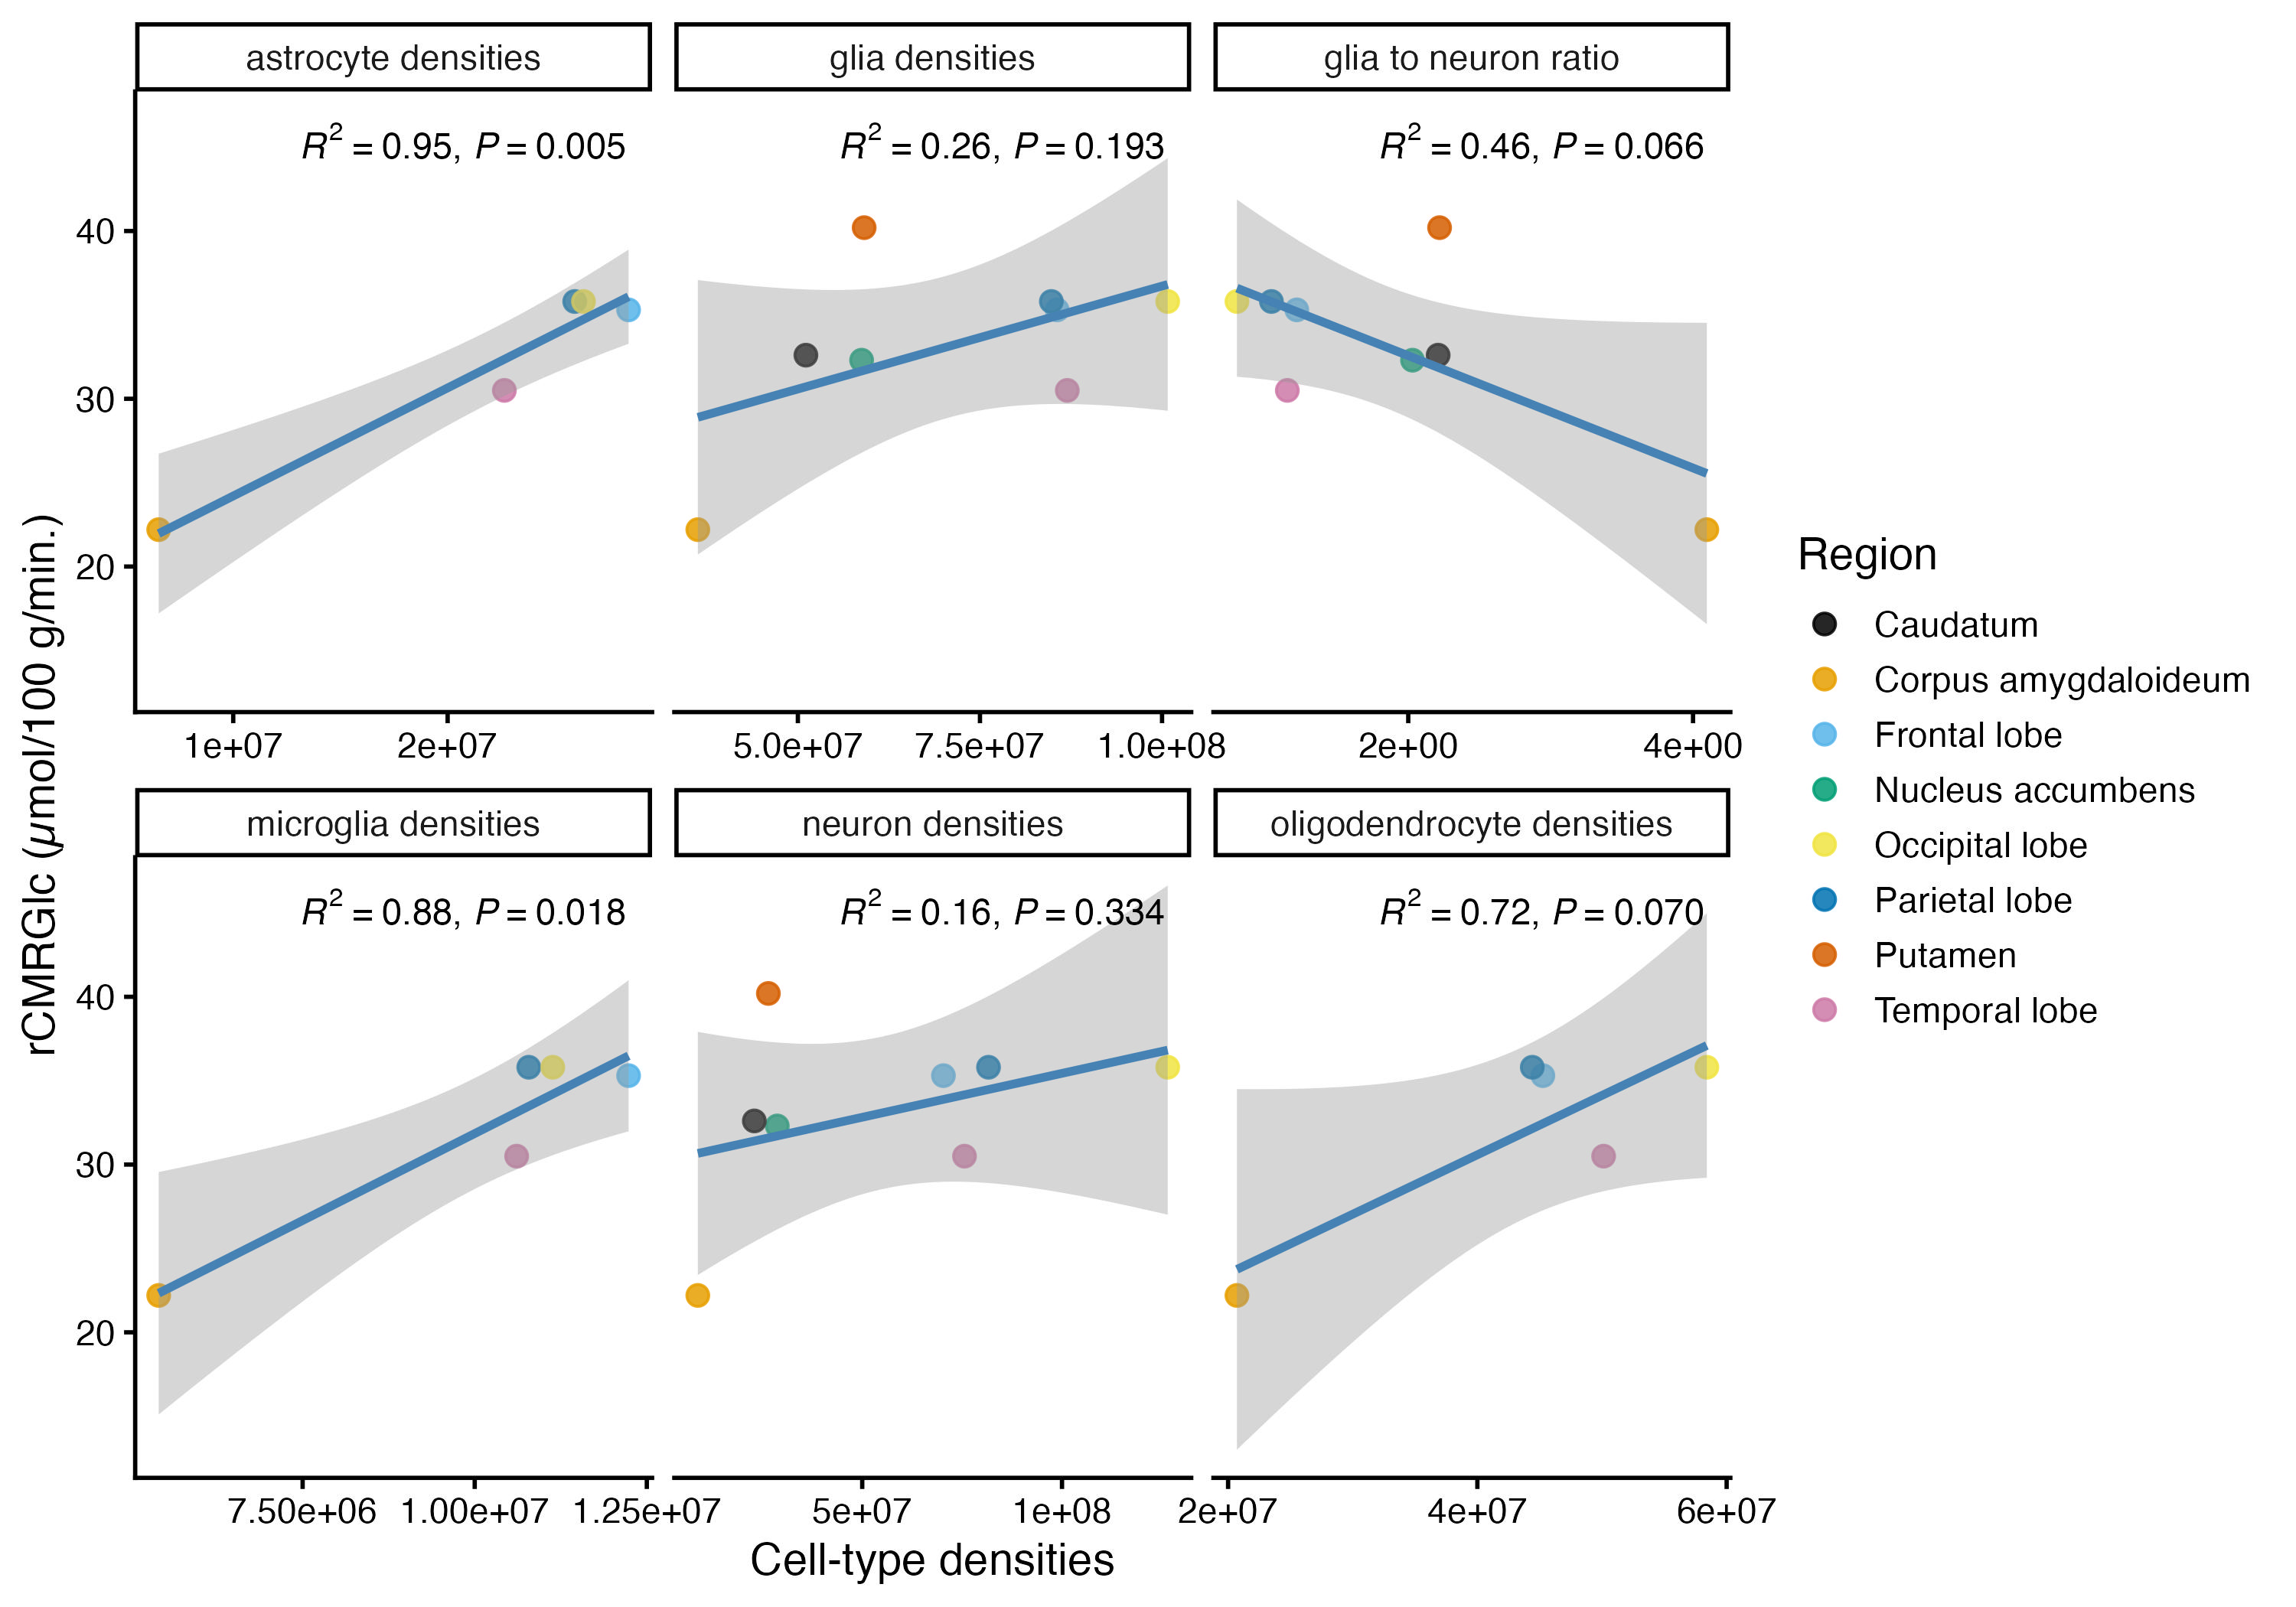 astrocyte densities
glia densities
glia to neuron ratio
R² = 0.95, P = 0.005
R² = 0.26, P = 0.193
R² = 0.46, P = 0.066
40
30
20
1e+07
2e+07
5.0e+07
7.5e+07
1.0e+08
2e+00
4e+00
microglia densities
neuron densities
oligodendrocyte densities
R² = 0.88, P = 0.018
R² = 0.16, P = 0.334
R² = 0.72, P = 0.070
40
30
20
7.50e+06
1.00e+07
1.25e+07
5e+07
1e+08
2e+07
4e+07
6e+07
Cell-type densities
rCMRGlc (µmol/100 g/min.)
Region
Caudatum
Corpus amygdaloideum
Frontal lobe
Nucleus accumbens
Occipital lobe
Parietal lobe
Putamen
Temporal lobe